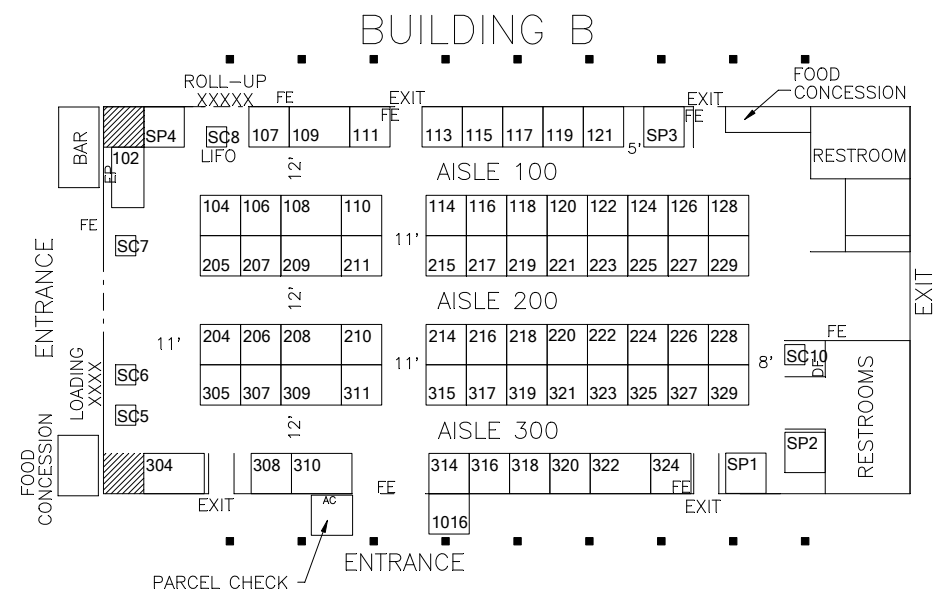 BUILDING B
ROLL-UP
XXXXX
FE
EXIT
FE
EXIT
FE
FOOD
CONCESSION
BAR
SP4
SC8
LIFO
107 109 111
113 115 117 119 121
SP3
5'
RESTROOM
102
EP
12'
AISLE 100
104 106 108 110
114 116 118 120 122 124 126 128
FE
SC7
11'
205 207 209 211
215 217 219 221 223 225 227 229
ENTRANCE
12'
AISLE 200
EXIT
204 206 208 210
214 216 218 220 222 224 226 228
FE
11'
11'
8'
SC10
DF
LOADING
XXXX
SC6
305 307 309 311
315 317 319 321 323 325 327 329
SC5
12'
AISLE 300
RESTROOMS
FOOD
CONCESSION
304
308 310
314 316 318 320 322 324
SP1
SP2
EXIT
FE
FE
EXIT
AC
1016
ENTRANCE
PARCEL CHECK